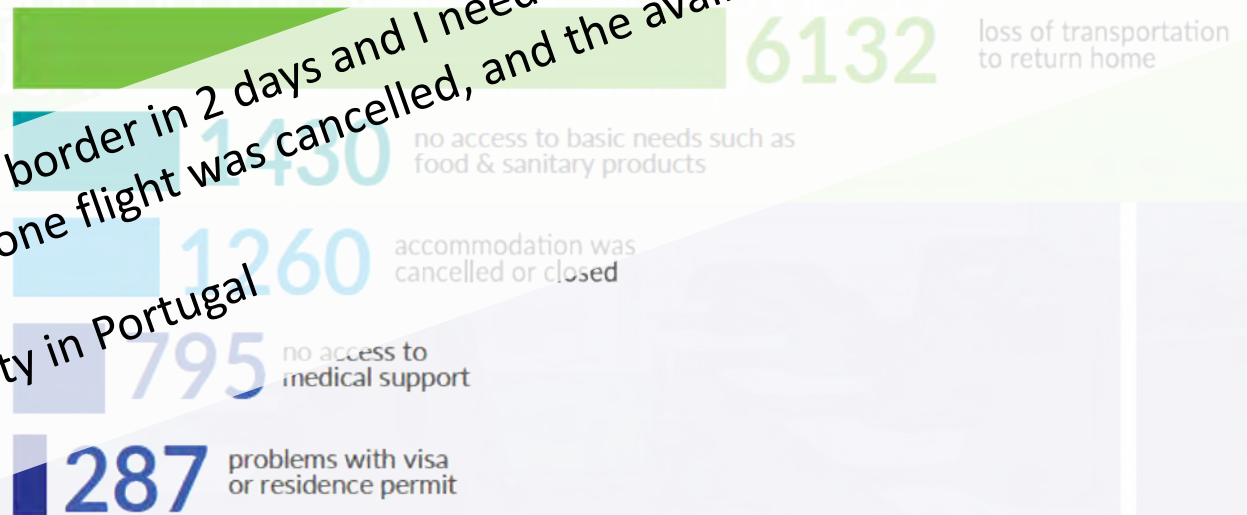 border in 2 days and I need
one flight was cancelled, and the
in Portugal
6132
loss of transportation
to return home
1430
no access to basic needs such as
food & sanitary products
1260
accommodation was
cancelled or closed
795
no access to
medical support
287
problems with visa
or residence permit